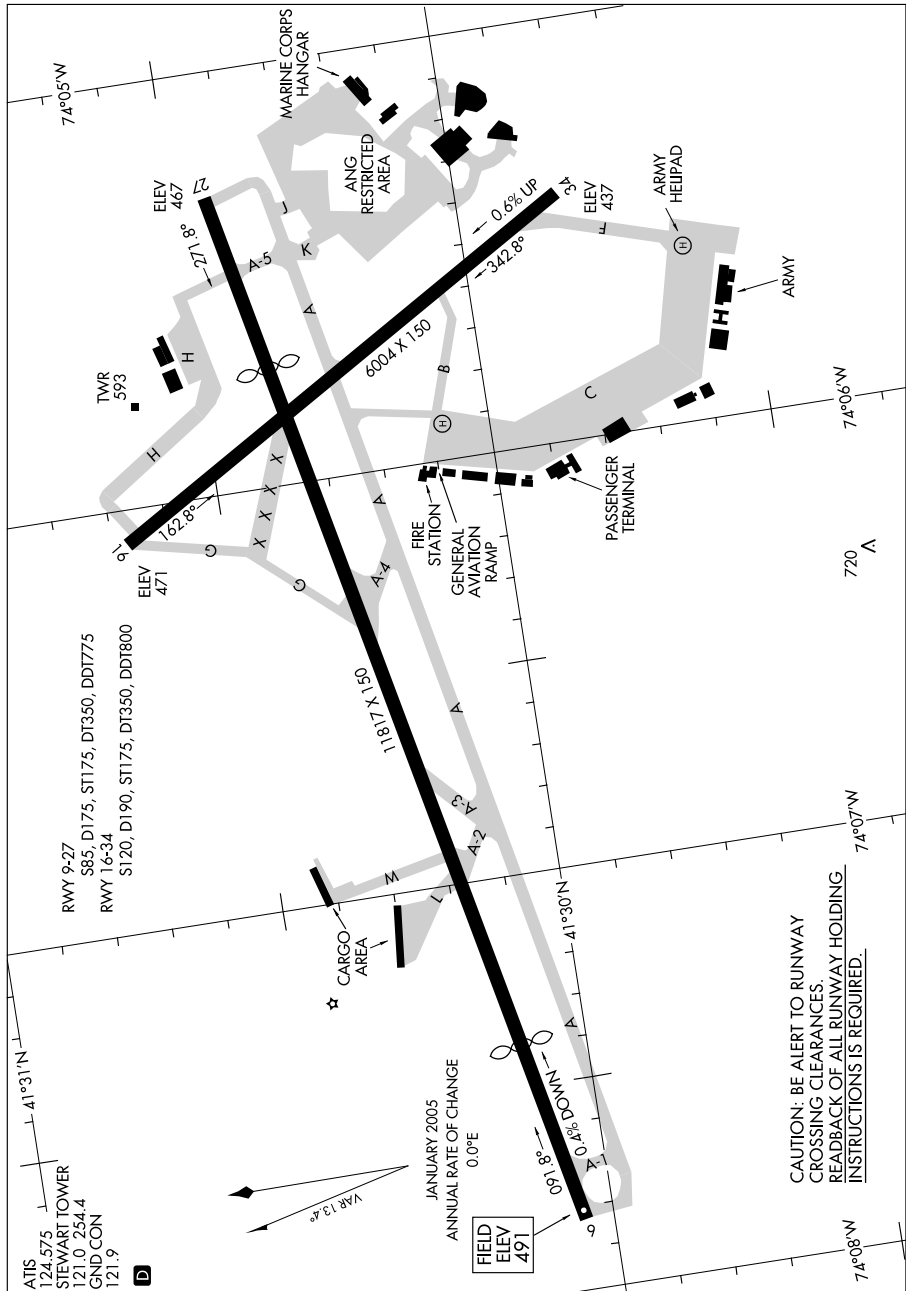 ATIS
124.575
STEWART TOWER
121.0 254.4
GND CON
121.9
D
41°31'N
74°05'W
RWY 9-27
S85, D175, ST175, DT350, DDT775
RWY 16-34
S120, D190, ST175, DT350, DDT800
TWR
593
ELEV
467
27
271.8°
MARINE CORPS
HANGAR
ANG
RESTRICTED
AREA
A-5
J
K
H
H
A
0.6% UP
342.8°
34
ELEV
437
F
ARMY
HELIPAD
H
ARMY
6004 X 150
B
C
H
16
162.8°
ELEV
471
G
G
X X X X
A
A-4
FIRE
STATION
GENERAL
AVIATION
RAMP
PASSENGER
TERMINAL
74°06'W
720
11817 X 150
A
A-3
A-2
M
L
CARGO
AREA
74°07'W
41°30'N
A
VAR 13.4°
JANUARY 2005
ANNUAL RATE OF CHANGE
0.0°E
0.4% DOWN
091.8°
A-1
9
FIELD
ELEV
491
74°08'W
CAUTION: BE ALERT TO RUNWAY
CROSSING CLEARANCES.
READBACK OF ALL RUNWAY HOLDING
INSTRUCTIONS IS REQUIRED.